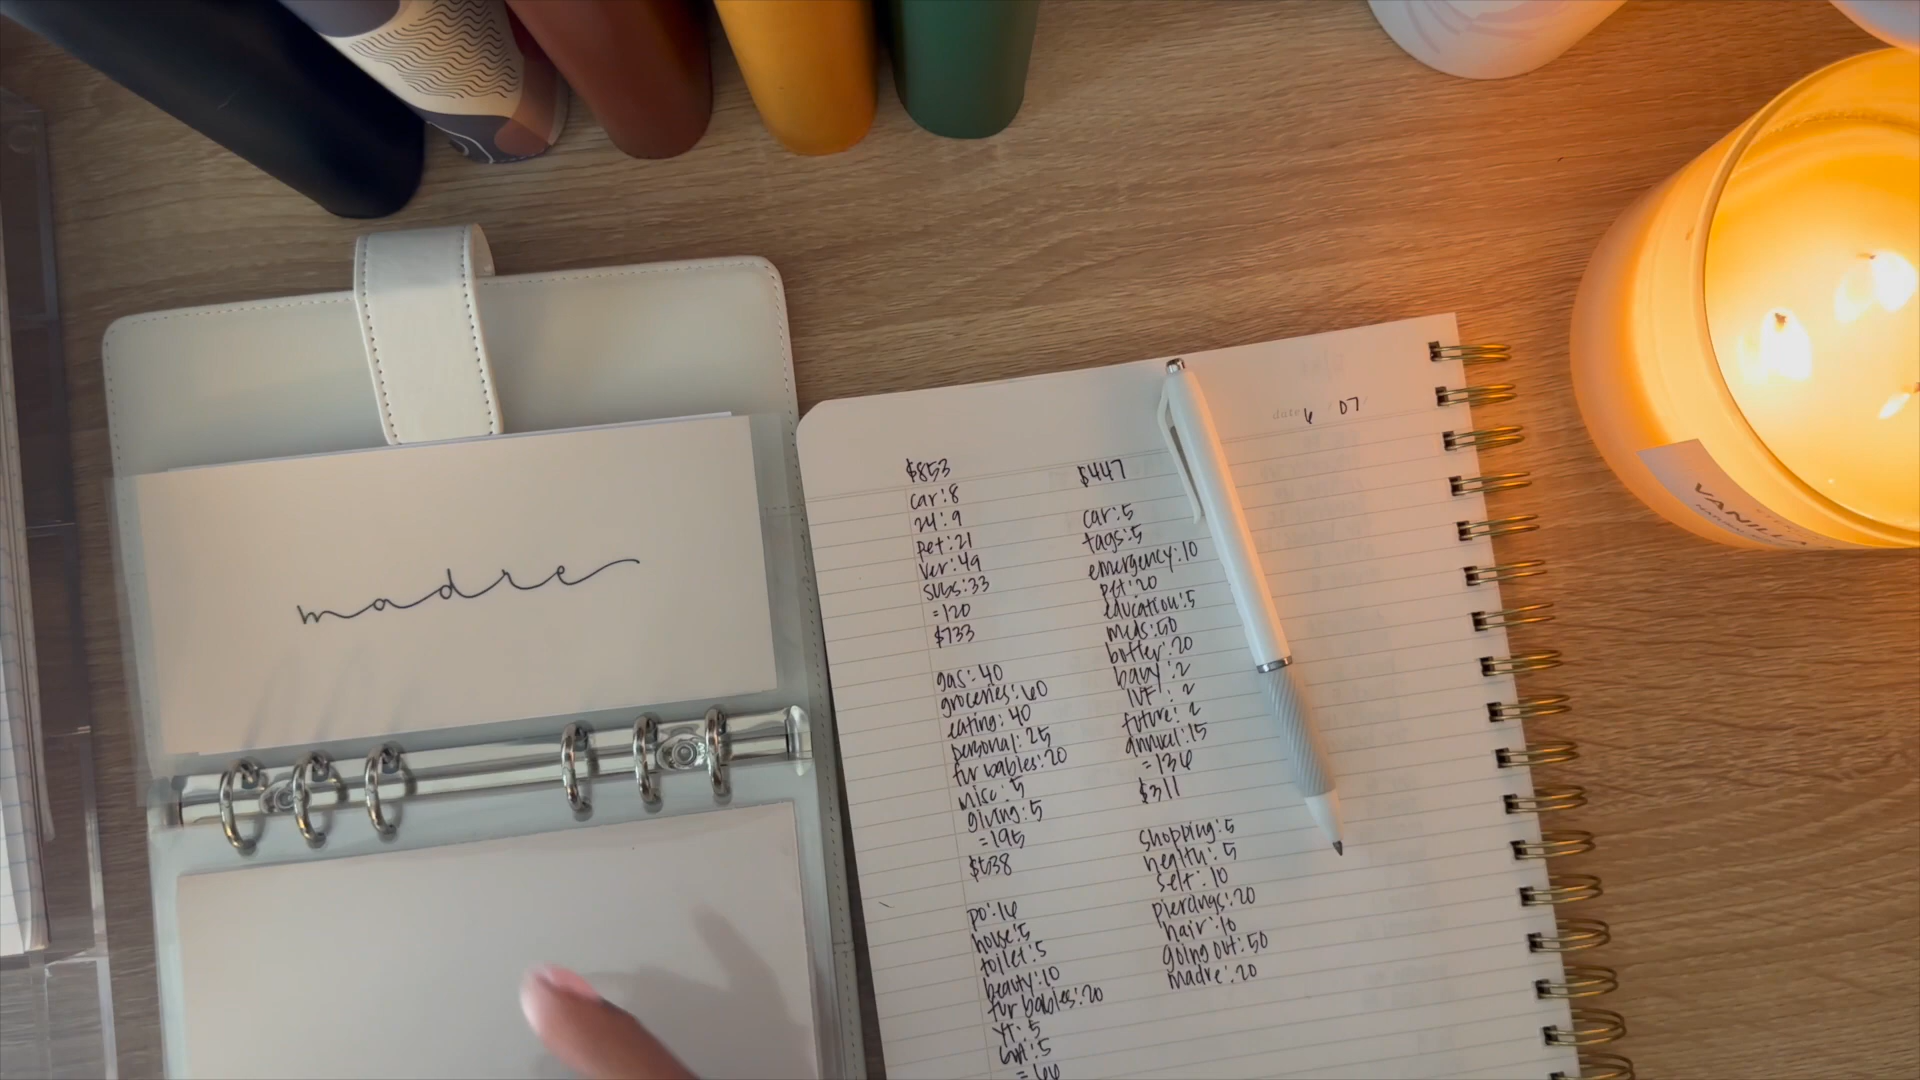 madre
date 6 07
$853
car: 8
24: 9
pet: 21
ver: 49
subs: 33
= 120
$733
gas: 40
groceries: 60
eating: 40
personal: 25
fur babies: 20
misc: 5
giving: 5
= 195
$538
po: 16
house: 5
toilet: 5
beauty: 10
fur babies: 20
YT: 5
5
= 66
$447
car: 5
tags: 5
emergency: 10
pet: 20
education: 5
meds: 50
buffer: 20
baby: 2
IVF: 2
future: 2
annual: 15
= 136
$311
shopping: 5
health: 5
self: 10
piercings: 20
hair: 10
going out: 50
madre: 20
VANILLA